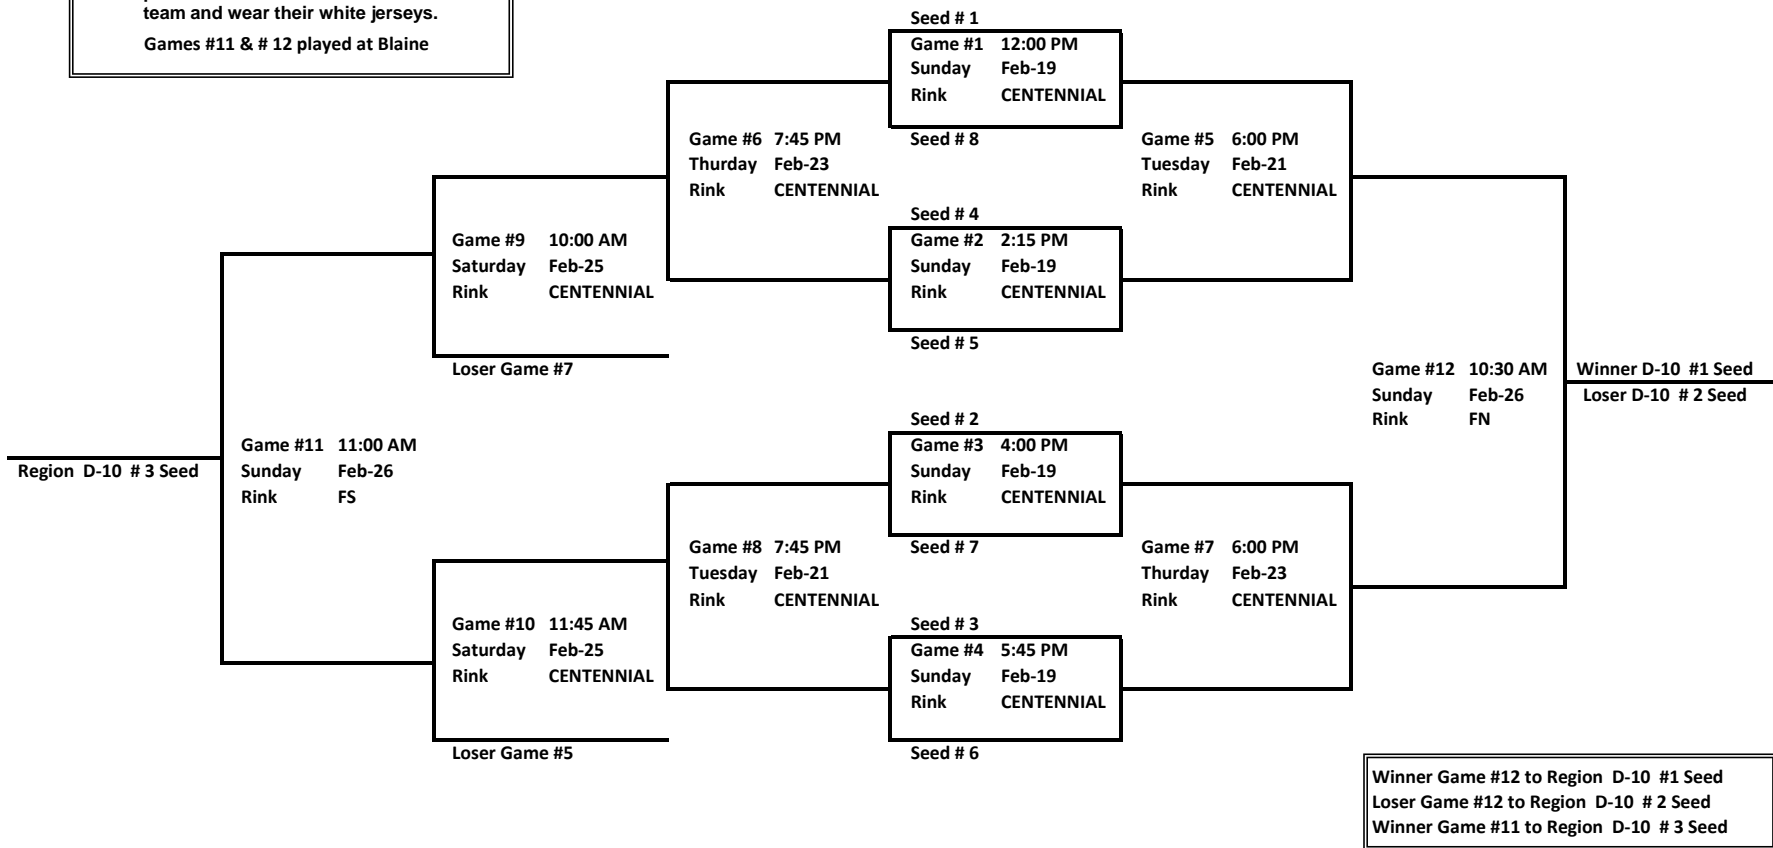 team and wear their white jerseys.
Games #11 & # 12 played at Blaine
Seed # 1
Game #1 12:00 PM
Sunday Feb-19
Rink CENTENNIAL
Seed # 8
Game #6 7:45 PM
Thurday Feb-23
Rink CENTENNIAL
Game #5 6:00 PM
Tuesday Feb-21
Rink CENTENNIAL
Seed # 4
Game #2 2:15 PM
Sunday Feb-19
Rink CENTENNIAL
Seed # 5
Game #9 10:00 AM
Saturday Feb-25
Rink CENTENNIAL
Loser Game #7
Game #12 10:30 AM
Sunday Feb-26
Rink FN
Winner D-10 #1 Seed
Loser D-10 # 2 Seed
Seed # 2
Game #3 4:00 PM
Sunday Feb-19
Rink CENTENNIAL
Seed # 7
Game #11 11:00 AM
Sunday Feb-26
Rink FS
Region D-10 # 3 Seed
Game #8 7:45 PM
Tuesday Feb-21
Rink CENTENNIAL
Game #7 6:00 PM
Thurday Feb-23
Rink CENTENNIAL
Seed # 3
Game #4 5:45 PM
Sunday Feb-19
Rink CENTENNIAL
Seed # 6
Game #10 11:45 AM
Saturday Feb-25
Rink CENTENNIAL
Loser Game #5
Winner Game #12 to Region D-10 #1 Seed
Loser Game #12 to Region D-10 # 2 Seed
Winner Game #11 to Region D-10 # 3 Seed